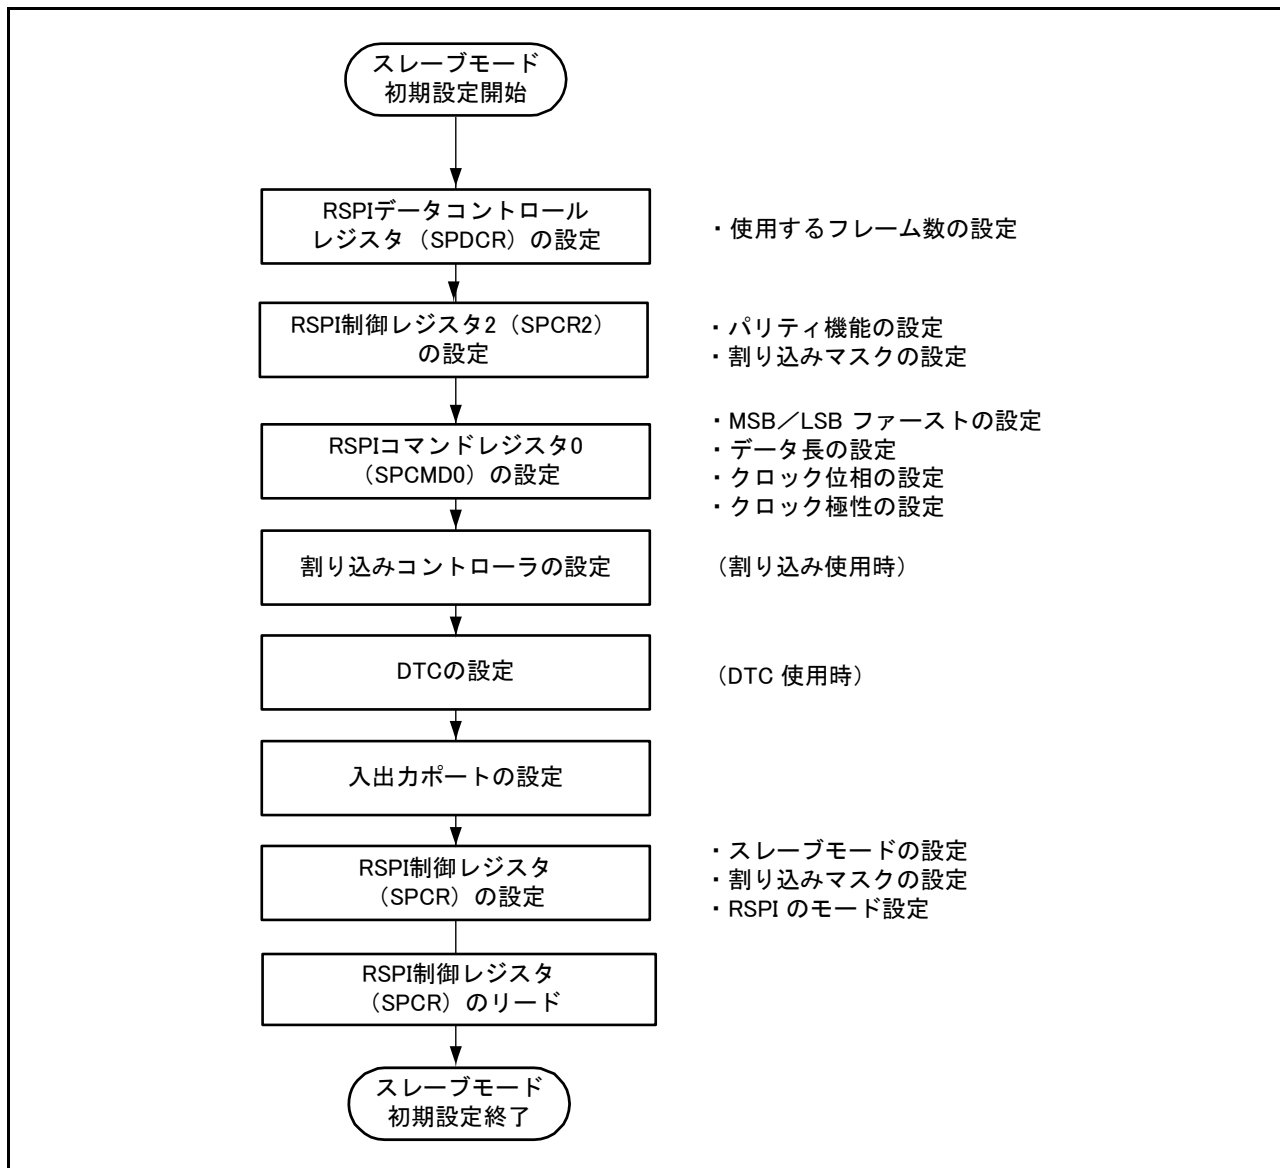 スレーブモード
初期設定開始
RSPIデータコントロール
レジスタ（SPDCR）の設定
・使用するフレーム数の設定
RSPI制御レジスタ2（SPCR2）
の設定
・パリティ機能の設定
・割り込みマスクの設定
RSPIコマンドレジスタ0
（SPCMD0）の設定
・MSB／LSB ファーストの設定
・データ長の設定
・クロック位相の設定
・クロック極性の設定
割り込みコントローラの設定
（割り込み使用時）
DTCの設定
（DTC 使用時）
入出力ポートの設定
RSPI制御レジスタ
（SPCR）の設定
・スレーブモードの設定
・割り込みマスクの設定
・RSPI のモード設定
RSPI制御レジスタ
（SPCR）のリード
スレーブモード
初期設定終了